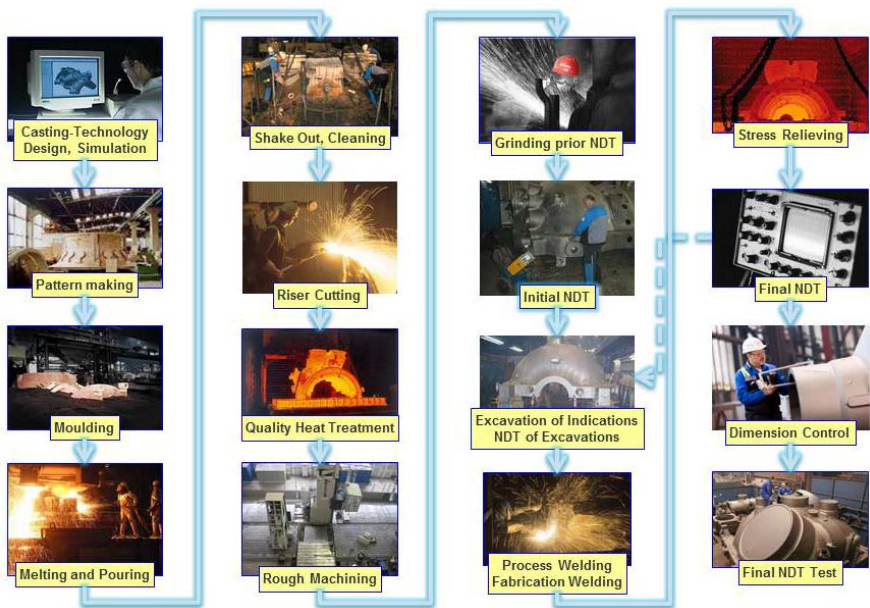 Casting-Technology
Design, Simulation
Pattern making
Moulding
Melting and Pouring
Shake Out, Cleaning
Riser Cutting
Quality Heat Treatment
Rough Machining
Grinding prior NDT
Initial NDT
Excavation of Indications
NDT of Excavations
Process Welding
Fabrication Welding
Stress Relieving
Final NDT
Dimension Control
Final NDT Test